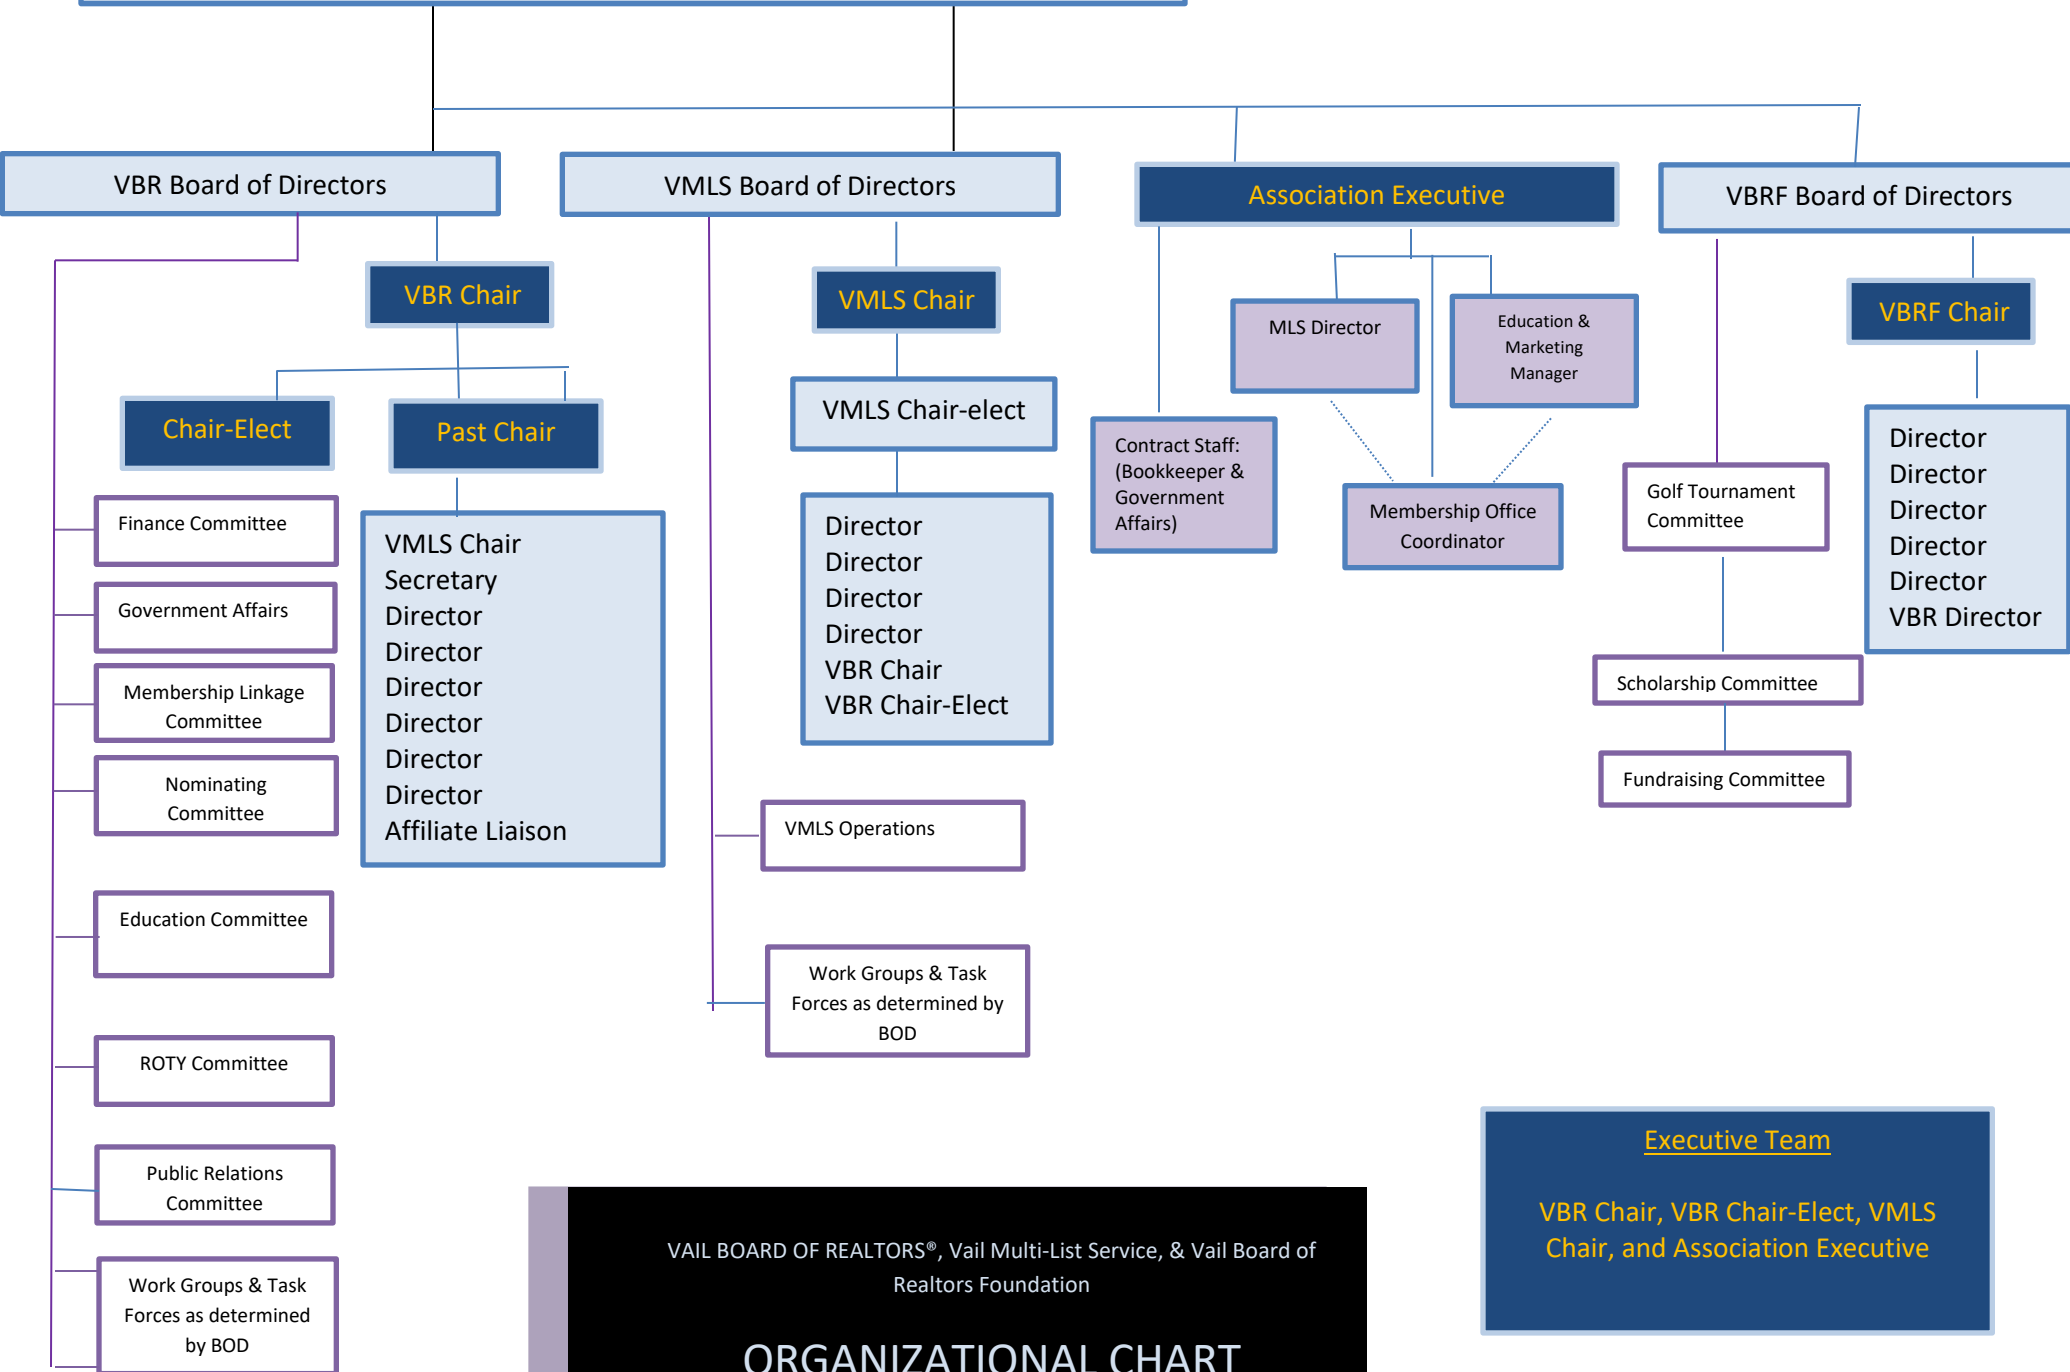 VBR Board of Directors
VMLS Board of Directors
Association Executive
VBRF Board of Directors
VBR Chair
VMLS Chair
MLS Director
Education &
Marketing
Manager
VBRF Chair
Chair-Elect
Past Chair
VMLS Chair-elect
Contract Staff:
(Bookkeeper &
Government
Affairs)
Membership Office
Coordinator
Golf Tournament
Committee
Director
Director
Director
Director
Director
VBR Director
Finance Committee
Government Affairs
Membership Linkage
Committee
Nominating
Committee
Education Committee
ROTY Committee
Public Relations
Committee
Work Groups & Task
Forces as determined
by BOD
VMLS Chair
Secretary
Director
Director
Director
Director
Director
Director
Affiliate Liaison
Director
Director
Director
Director
VBR Chair
VBR Chair-Elect
VMLS Operations
Work Groups & Task
Forces as determined by
BOD
Scholarship Committee
Fundraising Committee
Executive Team
VBR Chair, VBR Chair-Elect, VMLS
Chair, and Association Executive
VAIL BOARD OF REALTORS®, Vail Multi-List Service, & Vail Board of
Realtors Foundation
ORGANIZATIONAL CHART